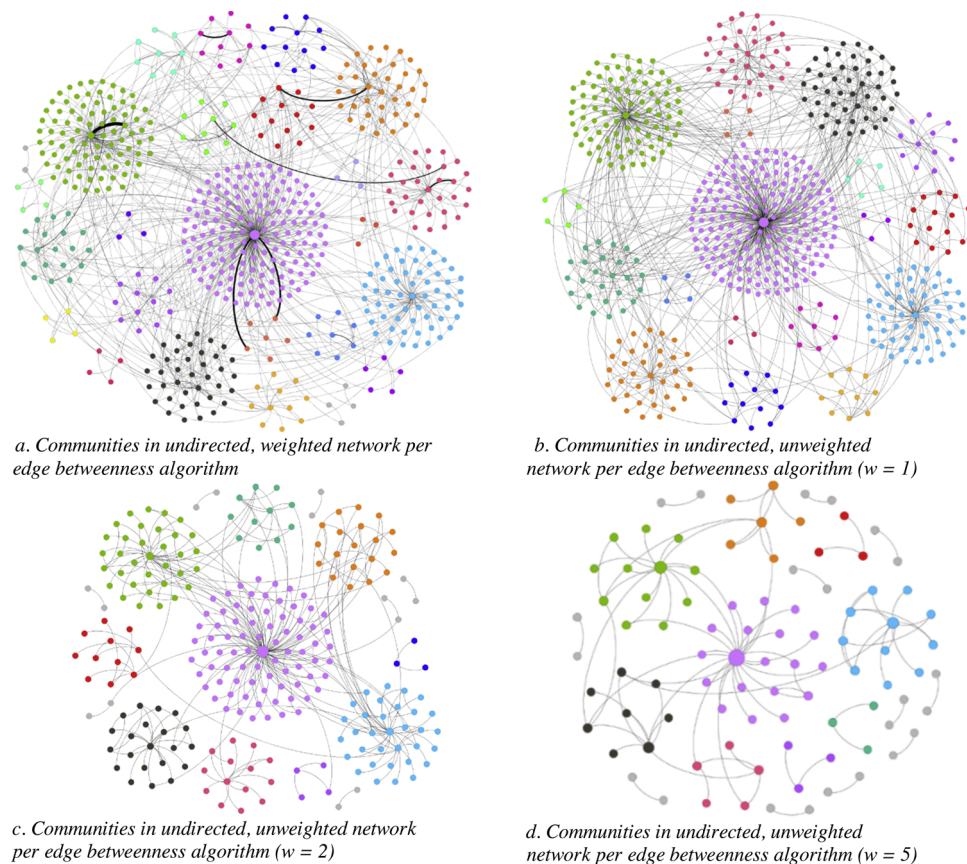 a. Communities in undirected, weighted network per
edge betweenness algorithm
b. Communities in undirected, unweighted
network per edge betweenness algorithm (w = 1)
c. Communities in undirected, unweighted network
per edge betweenness algorithm (w = 2)
d. Communities in undirected, unweighted
network per edge betweenness algorithm (w = 5)